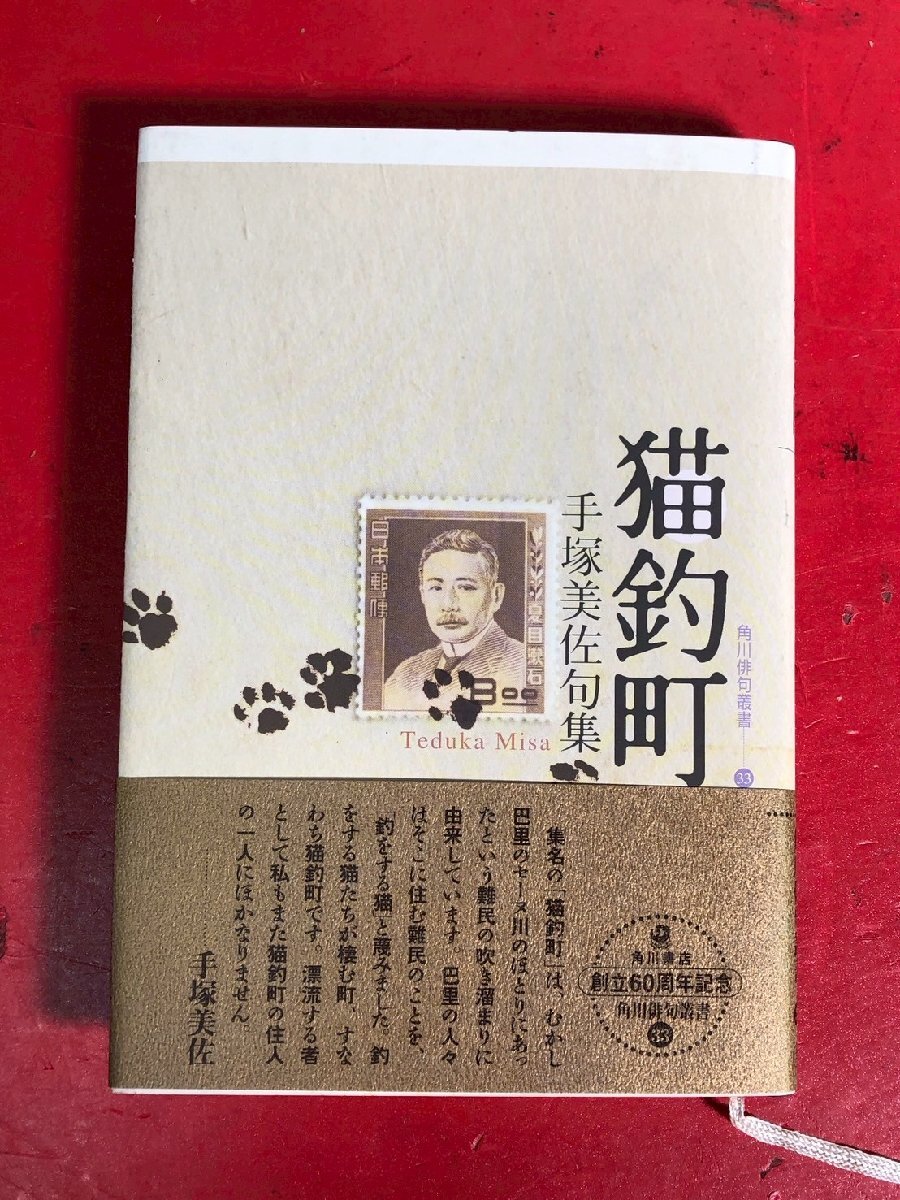 猫釣町
手塚美佐句集
角川俳句叢書 33
日本郵便
夏目漱石
8 00
Teduka Misa
集名の「猫釣町」は、むかし
巴里のセーヌ川のほとりにあっ
たという難民の吹き溜まりに
由来しています。巴里の人々
はそこに住む難民のことを、
「釣をする猫」と蔑みました。釣
をする猫たちが棲む町、すな
わち猫釣町です。漂流する者
として私もまた猫釣町の住人
の一人にほかなりません。
手塚美佐
角川書店
創立60周年記念
角川俳句叢書
33